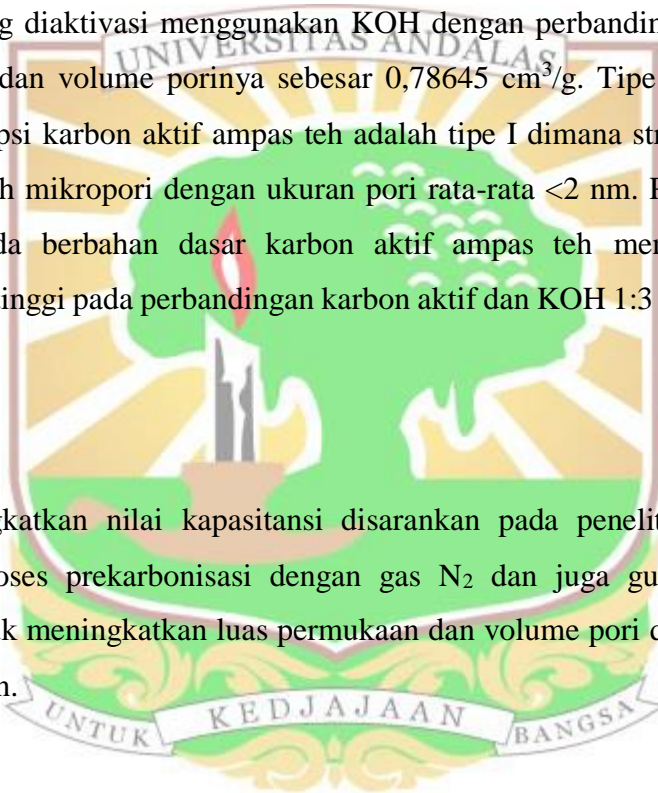 g diaktivasi menggunakan KOH dengan perbandin
UNIVERSITAS ANDALAS
dan volume porinya sebesar 0,78645 cm³/g. Tipe
psi karbon aktif ampas teh adalah tipe I dimana str
h mikropori dengan ukuran pori rata-rata <2 nm.
da berbahan dasar karbon aktif ampas teh men
inggi pada perbandingan karbon aktif dan KOH 1:3
gkatkan nilai kapasitansi disarankan pada penelit
oses prekarbonisasi dengan gas N₂ dan juga gu
k meningkatkan luas permukaan dan volume pori d
n.
UNTUK KEDJAJAAN BANGSA